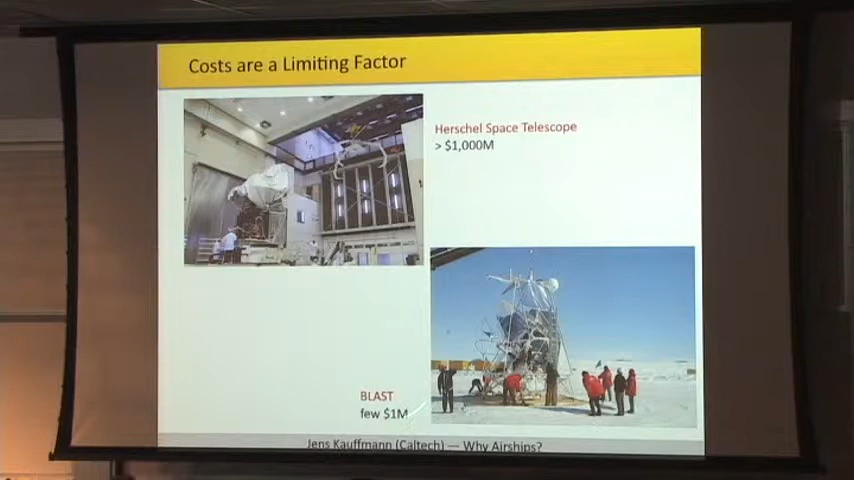 Costs are a Limiting Factor
Herschel Space Telescope
> $1,000M
BLAST
few $1M
Jens Kauffmann (Caltech) — Why Airships?